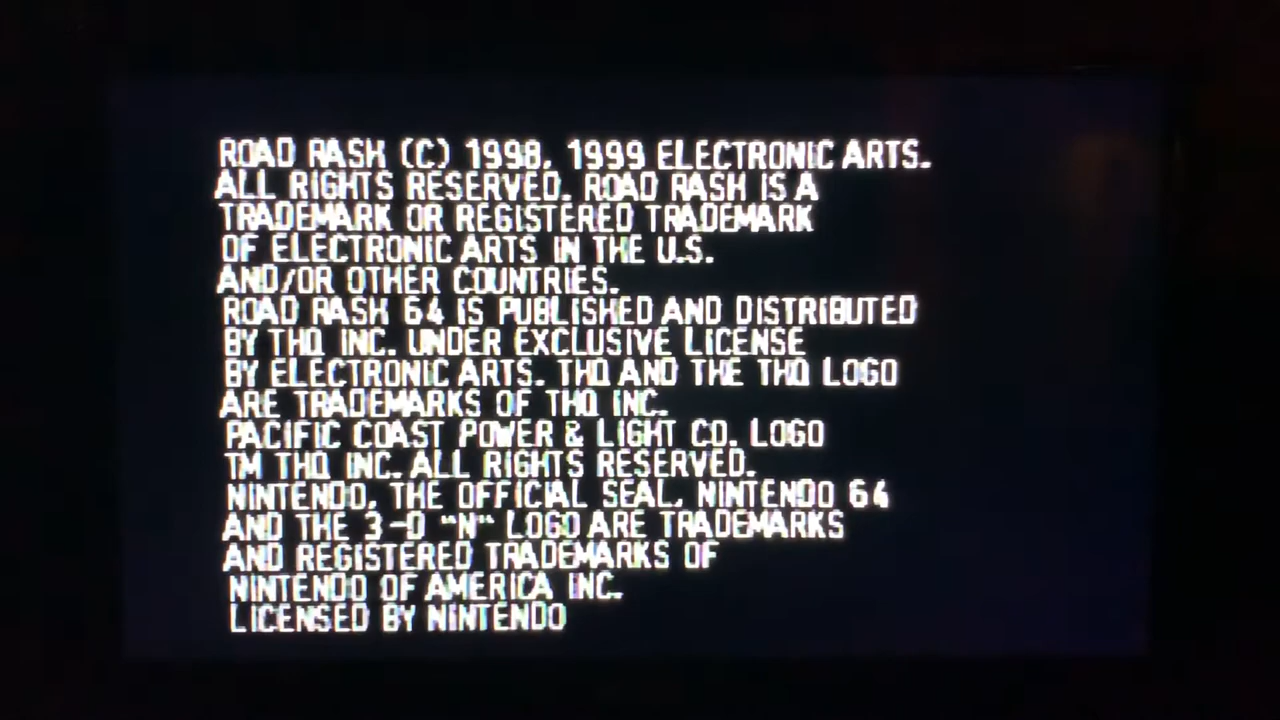 ROAD RASH (C) 1998, 1999 ELECTRONIC ARTS.
ALL RIGHTS RESERVED. ROAD RASH IS A
TRADEMARK OR REGISTERED TRADEMARK
OF ELECTRONIC ARTS IN THE U.S.
AND/OR OTHER COUNTRIES.
ROAD RASH 64 IS PUBLISHED AND DISTRIBUTED
BY THQ INC. UNDER EXCLUSIVE LICENSE
BY ELECTRONIC ARTS. THQ AND THE THQ LOGO
ARE TRADEMARKS OF THQ INC.
PACIFIC COAST POWER & LIGHT CO. LOGO
TM THQ INC. ALL RIGHTS RESERVED.
NINTENDO, THE OFFICIAL SEAL, NINTENDO 64
AND THE 3-D "N" LOGO ARE TRADEMARKS
AND REGISTERED TRADEMARKS OF
NINTENDO OF AMERICA INC.
LICENSED BY NINTENDO